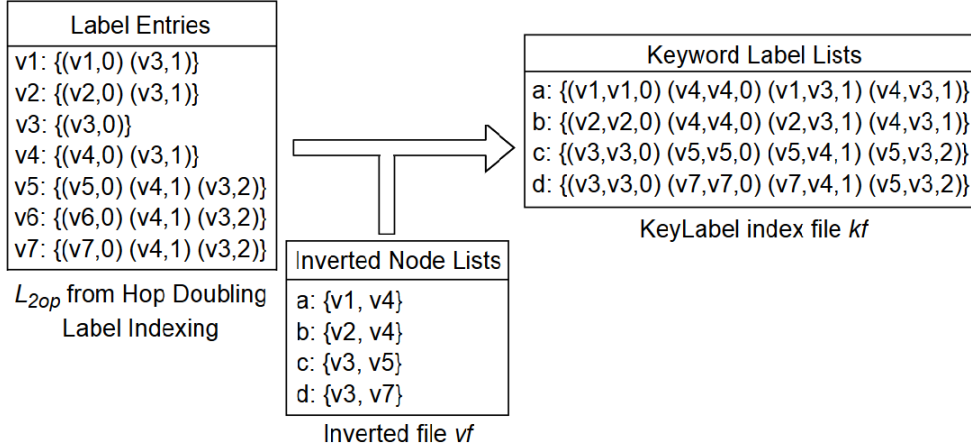 Label Entries
v1: {(v1,0) (v3,1)}
v2: {(v2,0) (v3,1)}
v3: {(v3,0)}
v4: {(v4,0) (v3,1)}
v5: {(v5,0) (v4,1) (v3,2)}
v6: {(v6,0) (v4,1) (v3,2)}
v7: {(v7,0) (v4,1) (v3,2)}
L2op from Hop Doubling
Label Indexing
Inverted Node Lists
a: {v1, v4}
b: {v2, v4}
c: {v3, v5}
d: {v3, v7}
Inverted file vf
Keyword Label Lists
a: {(v1,v1,0) (v4,v4,0) (v1,v3,1) (v4,v3,1)}
b: {(v2,v2,0) (v4,v4,0) (v2,v3,1) (v4,v3,1)}
c: {(v3,v3,0) (v5,v5,0) (v5,v4,1) (v5,v3,2)}
d: {(v3,v3,0) (v7,v7,0) (v7,v4,1) (v5,v3,2)}
KeyLabel index file kf